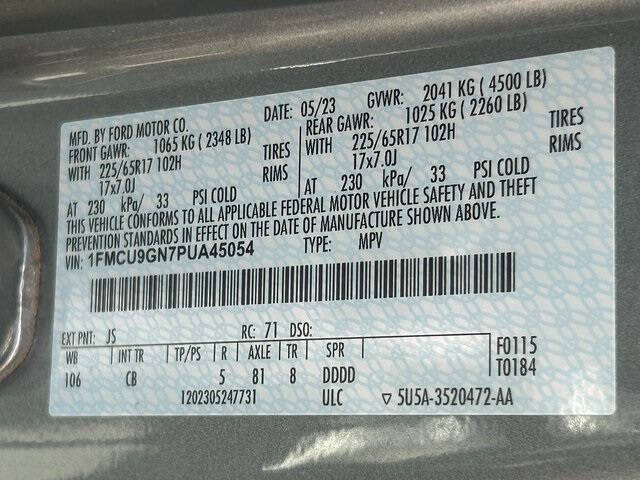 MFD. BY FORD MOTOR CO. DATE: 05/23 GVWR: 2041 KG ( 4500 LB)
FRONT GAWR: 1065 KG ( 2348 LB) REAR GAWR: 1025 KG ( 2260 LB)
WITH 225/65R17 102H TIRES WITH 225/65R17 102H TIRES
17x7.0J RIMS 17x7.0J RIMS
AT 230 kPa/ 33 PSI COLD AT 230 kPa/ 33 PSI COLD
THIS VEHICLE CONFORMS TO ALL APPLICABLE FEDERAL MOTOR VEHICLE SAFETY AND THEFT
PREVENTION STANDARDS IN EFFECT ON THE DATE OF MANUFACTURE SHOWN ABOVE.
VIN: 1FMCU9GN7PUA45054 TYPE: MPV
EXT PNT: JS RC: 71 DSO:
WB INT TR TP/PS R AXLE TR SPR F0115
106 CB 5 81 8 DDDD T0184
I20230524773I ULC ▽ 5U5A-3520472-AA